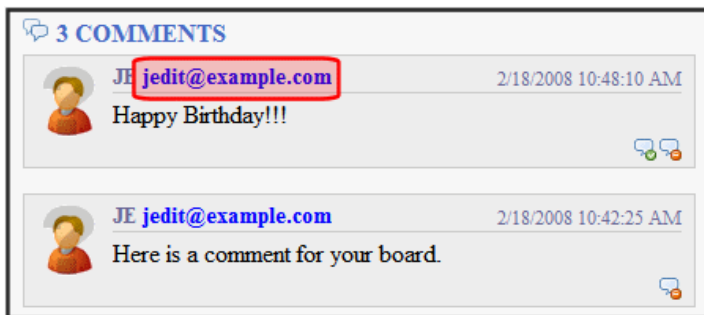 3 COMMENTS
JE jedit@example.com 2/18/2008 10:48:10 AM
Happy Birthday!!!
JE jedit@example.com 2/18/2008 10:42:25 AM
Here is a comment for your board.